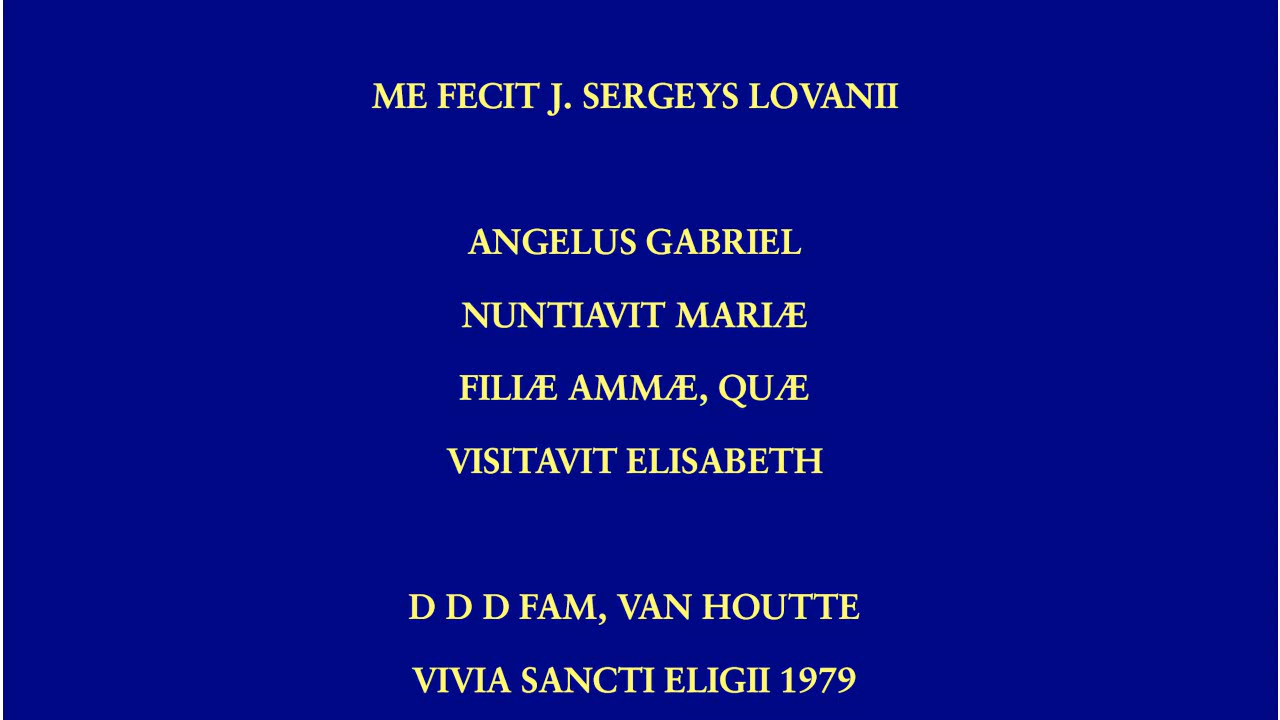 ME FECIT J. SERGEYS LOVANII
ANGELUS GABRIEL
NUNTIAVIT MARIÆ
FILIÆ AMMÆ, QUÆ
VISITAVIT ELISABETH
D D D FAM, VAN HOUTTE
VIVIA SANCTI ELIGII 1979